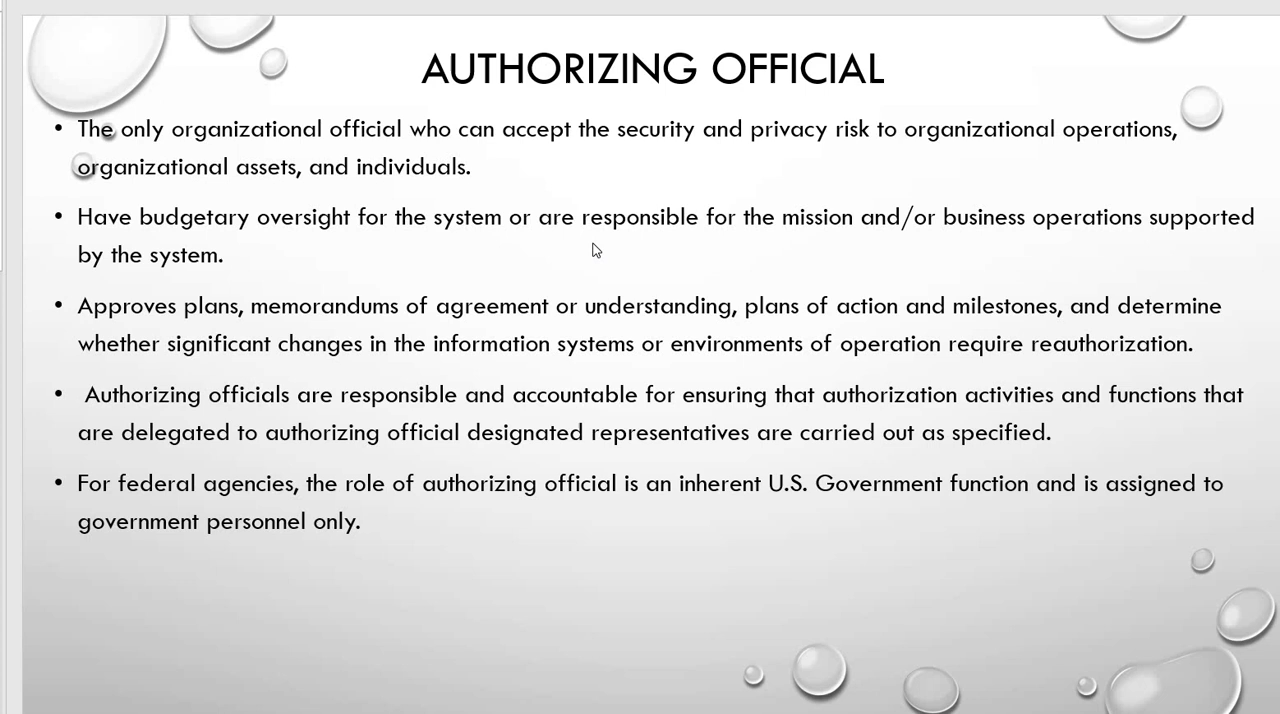 AUTHORIZING OFFICIAL
• The only organizational official who can accept the security and privacy risk to organizational operations,
organizational assets, and individuals.
• Have budgetary oversight for the system or are responsible for the mission and/or business operations supported
by the system.
• Approves plans, memorandums of agreement or understanding, plans of action and milestones, and determine
whether significant changes in the information systems or environments of operation require reauthorization.
• Authorizing officials are responsible and accountable for ensuring that authorization activities and functions that
are delegated to authorizing official designated representatives are carried out as specified.
• For federal agencies, the role of authorizing official is an inherent U.S. Government function and is assigned to
government personnel only.